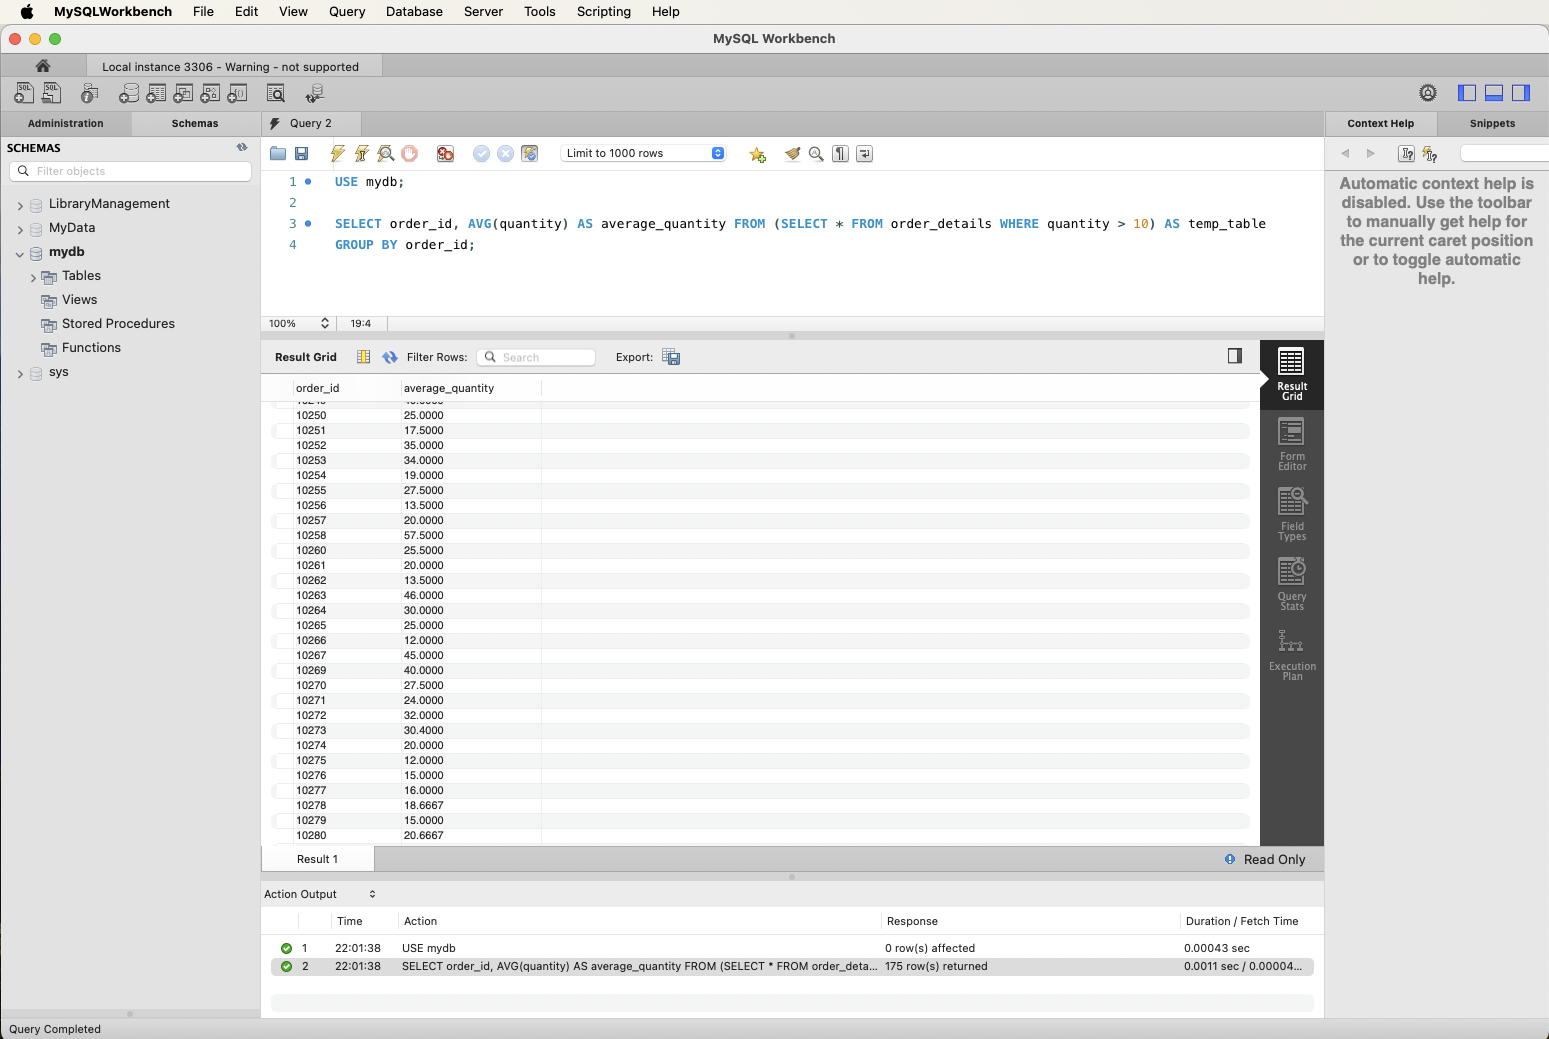 MySQLWorkbench File Edit View Query Database Server Tools Scripting Help
MySQL Workbench
Local instance 3306 - Warning - not supported
Administration Schemas Query 2 Context Help Snippets
SCHEMAS
Filter objects
LibraryManagement
MyData
mydb
Tables
Views
Stored Procedures
Functions
sys
Limit to 1000 rows
1 USE mydb;
2
3 SELECT order_id, AVG(quantity) AS average_quantity FROM (SELECT * FROM order_details WHERE quantity > 10) AS temp_table
4 GROUP BY order_id;
100% 19:4
Automatic context help is
disabled. Use the toolbar
to manually get help for
the current caret position
or to toggle automatic
help.
Result Grid Filter Rows: Search Export:
order_id average_quantity
10250 25.0000
10251 17.5000
10252 35.0000
10253 34.0000
10254 19.0000
10255 27.5000
10256 13.5000
10257 20.0000
10258 57.5000
10260 25.5000
10261 20.0000
10262 13.5000
10263 46.0000
10264 30.0000
10265 25.0000
10266 12.0000
10267 45.0000
10269 40.0000
10270 27.5000
10271 24.0000
10272 32.0000
10273 30.4000
10274 20.0000
10275 12.0000
10276 15.0000
10277 16.0000
10278 18.6667
10279 15.0000
10280 20.6667
Result
Grid
Form
Editor
Field
Types
Query
Stats
Execution
Plan
Result 1 Read Only
Action Output
Time Action Response Duration / Fetch Time
1 22:01:38 USE mydb 0 row(s) affected 0.00043 sec
2 22:01:38 SELECT order_id, AVG(quantity) AS average_quantity FROM (SELECT * FROM order_deta... 175 row(s) returned 0.0011 sec / 0.00004...
Query Completed